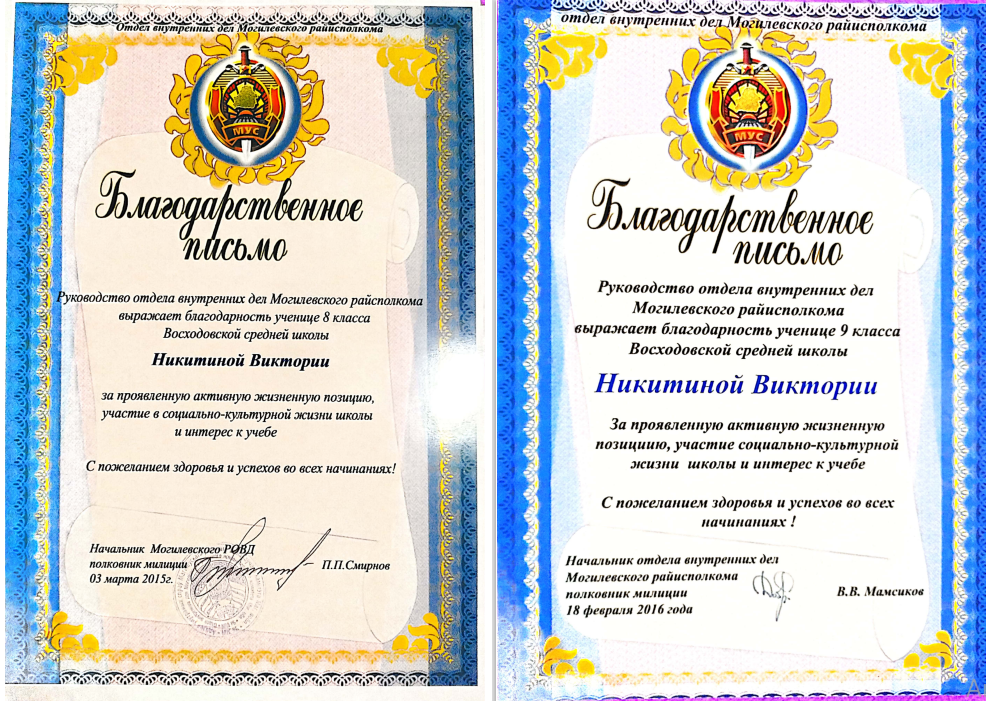 Отдел внутренних дел Могилевского райисполкома
МУС
Благодарственное
письмо
Руководство отдела внутренних дел Могилевского райсполкома
выражает благодарность ученице 8 класса
Восходовской средней школы
Никитиной Виктории
за проявленную активную жизненную позицию,
участие в социально-культурной жизни школы
и интерес к учебе
С пожеланием здоровья и успехов во всех начинаниях!
Начальник Могилевского РОВД
полковник милиции
03 марта 2015г.
П.П.Смирнов
отдел внутренних дел Могилевского райисполкома
МУС
Благодарственное
письмо
Руководство отдела внутренних дел
Могилевского райисполкома
выражает благодарность ученице 9 класса
Восходовской средней школы
Никитиной Виктории
За проявленную активную жизненную
позициию, участие социально-культурной
жизни школы и интерес к учебе
С пожеланием здоровья и успехов во всех
начинаниях !
Начальник отдела внутренних дел
Могилевского райисполкома
полковник милиции
18 февраля 2016 года
В.В. Мамсиков